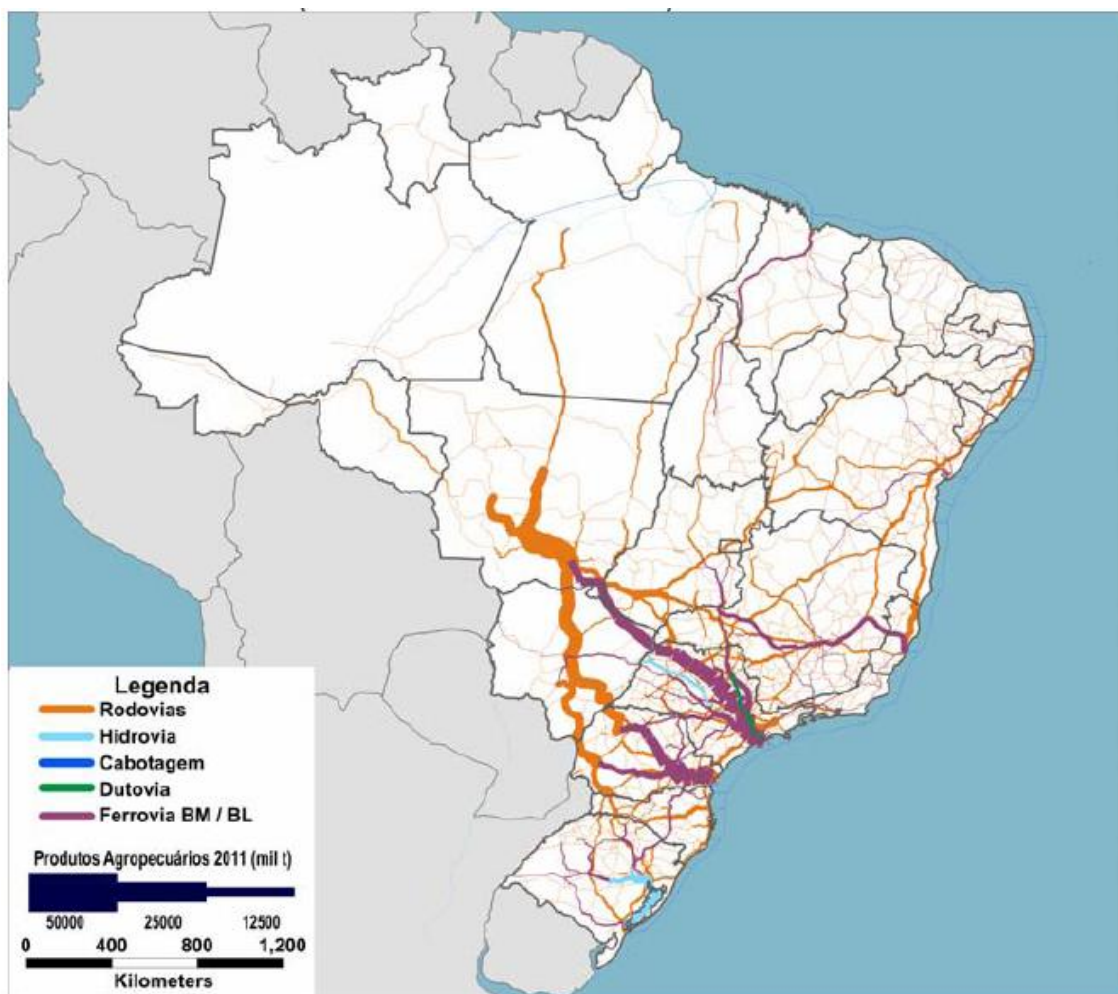 Legenda
Rodovias
Hidrovia
Cabotagem
Dutovia
Ferrovia BM / BL
Produtos Agropecuários 2011 (mil t)
50000 25000 12500
0 400 800 1,200
Kilometers